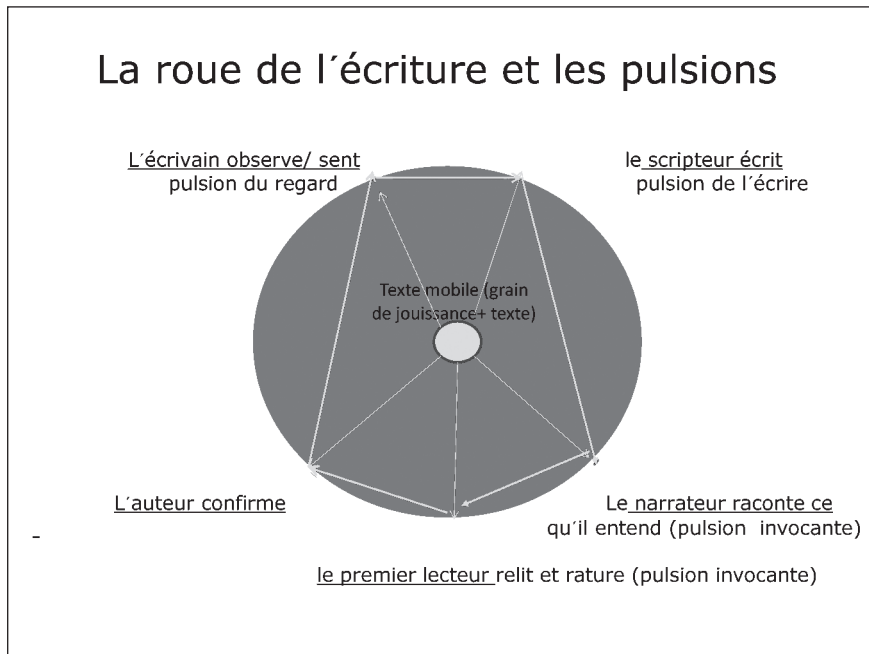 La roue de l´écriture et les pulsions
L´écrivain observe/ sent
pulsion du regard
le scripteur écrit
pulsion de l´écrire
Texte mobile (grain
de jouissance+ texte)
L´auteur confirme
Le narrateur raconte ce
qu´il entend (pulsion invocante)
-
le premier lecteur relit et rature (pulsion invocante)